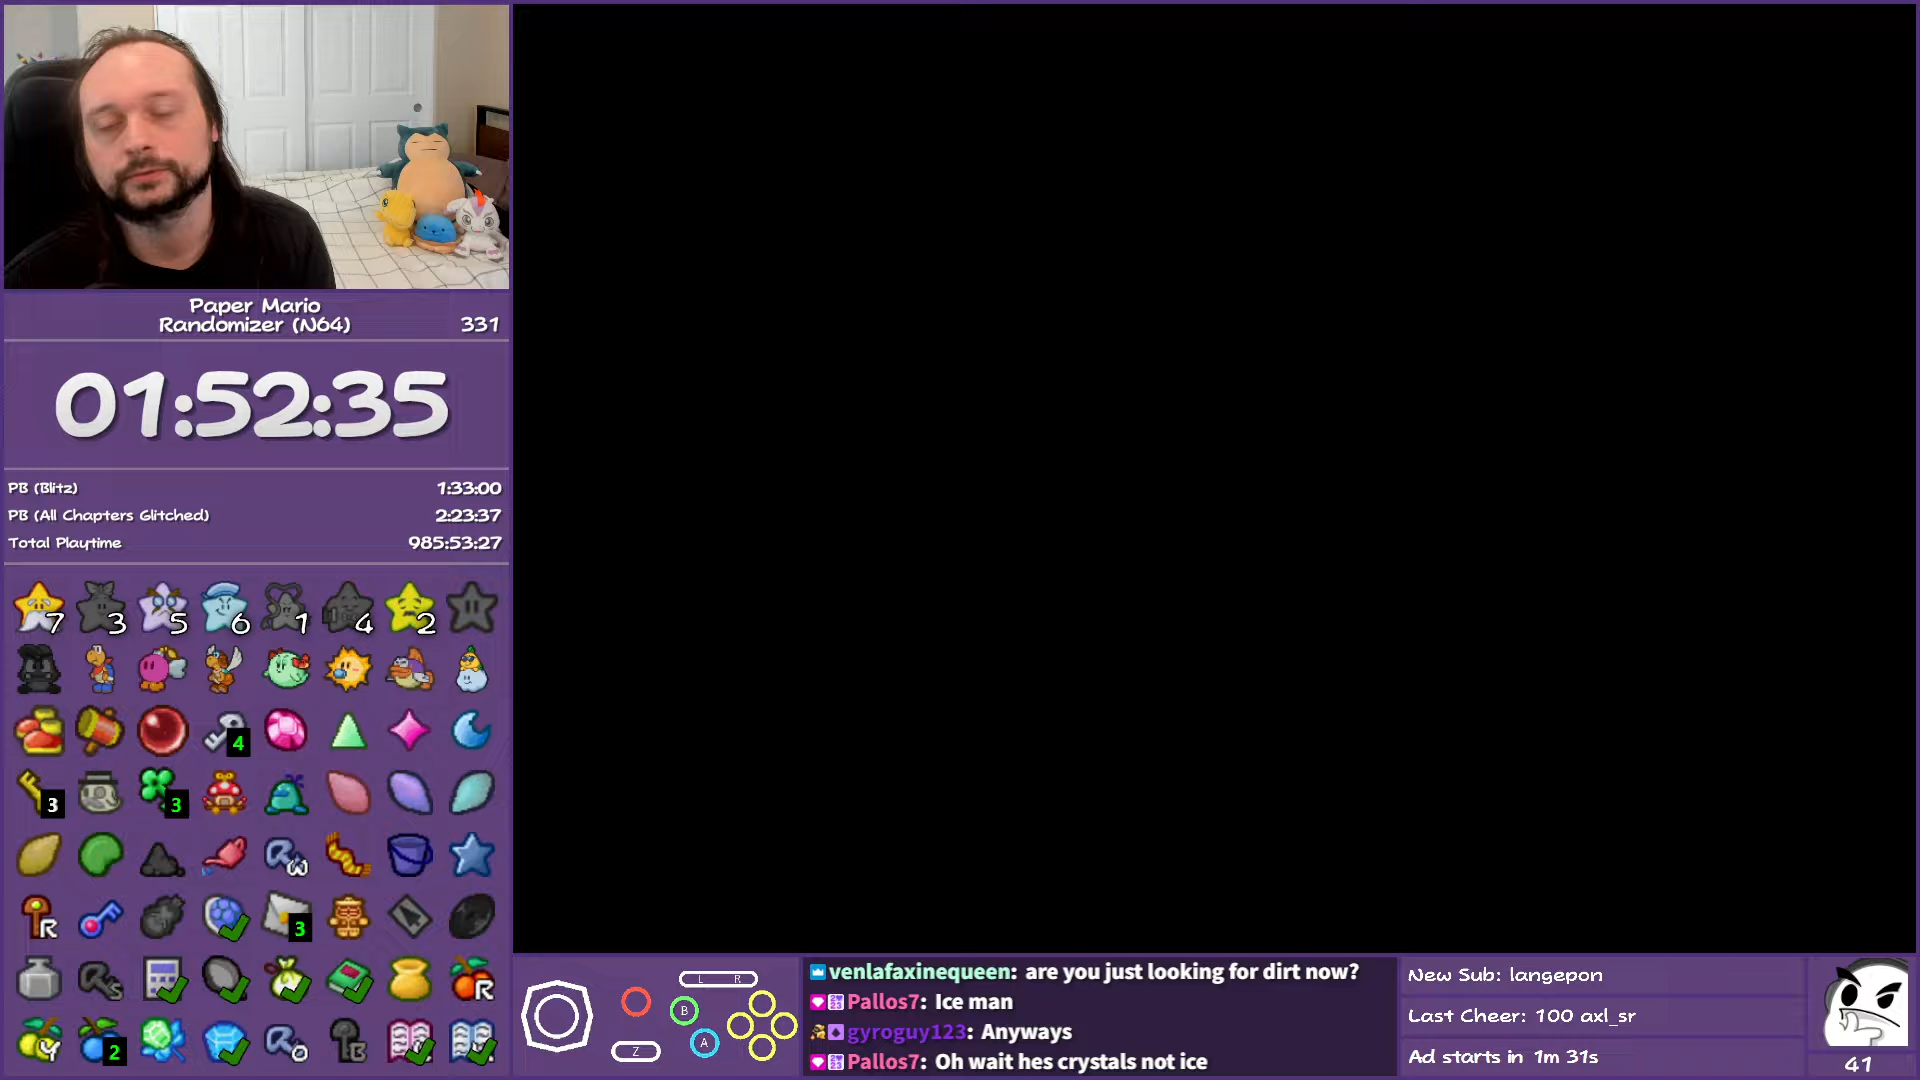 Paper Mario
Randomizer (N64)
331
01:52:35
PB (Blitz) 1:33:00
PB (All Chapters Glitched) 2:23:37
Total Playtime 985:53:27
7 3 5 6 1 4 2
4
3 3
W
R 3
S R
Y 2 O B
L R
B
A
Z
venlafaxinequeen: are you just looking for dirt now?
Pallos7: Ice man
gyroguy123: Anyways
Pallos7: Oh wait hes crystals not ice
New Sub: langepon
Last Cheer: 100 axl_sr
Ad starts in 1m 31s
41